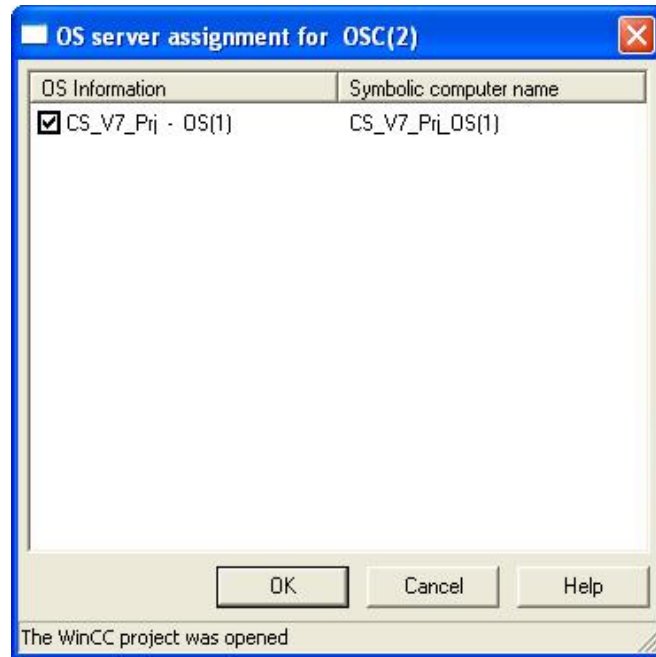 OS server assignment for OSC(2)
OS Information Symbolic computer name
CS_V7_Prj - OS(1) CS_V7_Prj_OS(1)
OK Cancel Help
The WinCC project was opened